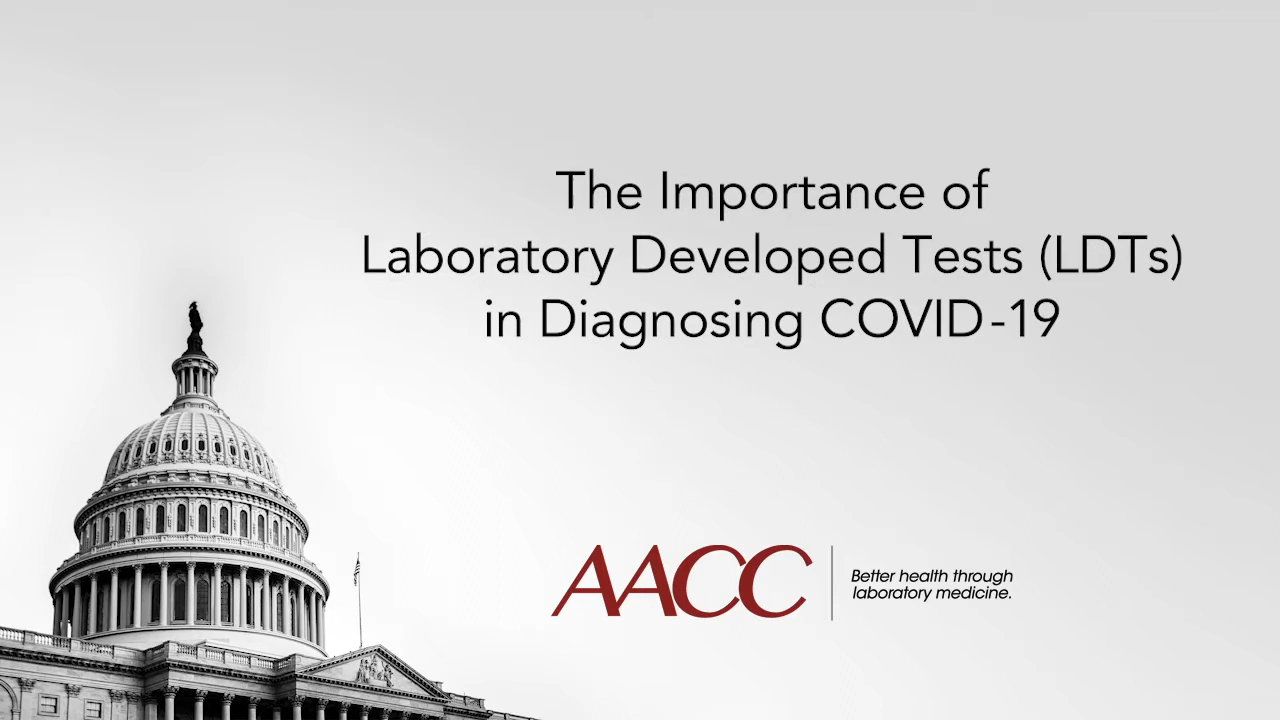 The Importance of
Laboratory Developed Tests (LDTs)
in Diagnosing COVID-19
AACC
Better health through
laboratory medicine.